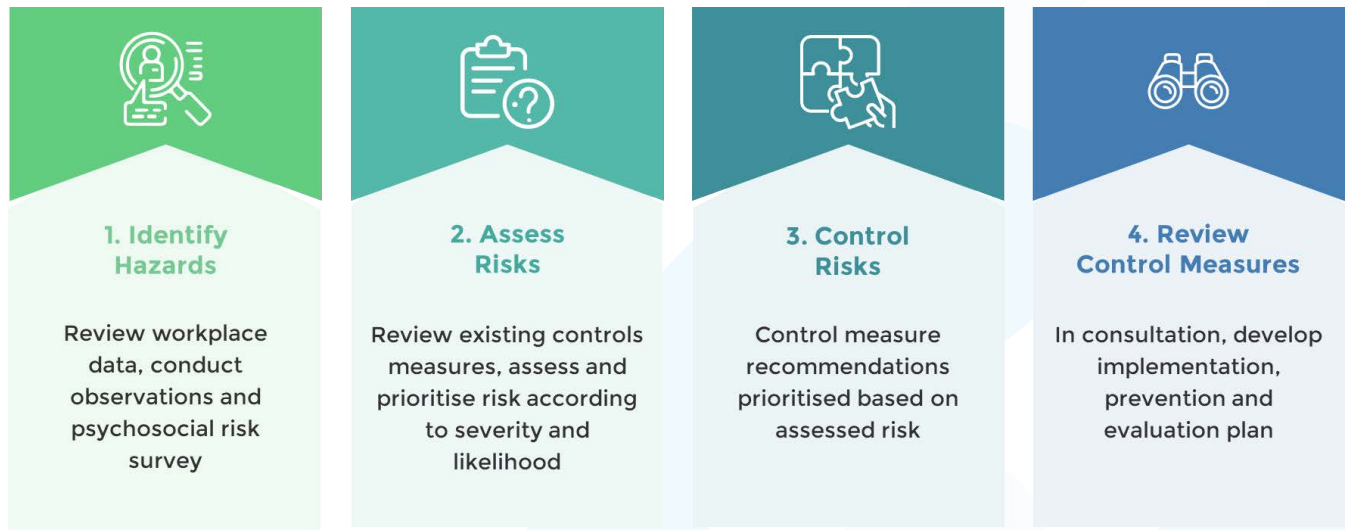 1. Identify
Hazards
Review workplace
data, conduct
observations and
psychosocial risk
survey
2. Assess
Risks
Review existing controls
measures, assess and
prioritise risk according
to severity and
likelihood
3. Control
Risks
Control measure
recommendations
prioritised based on
assessed risk
4. Review
Control Measures
In consultation, develop
implementation,
prevention and
evaluation plan